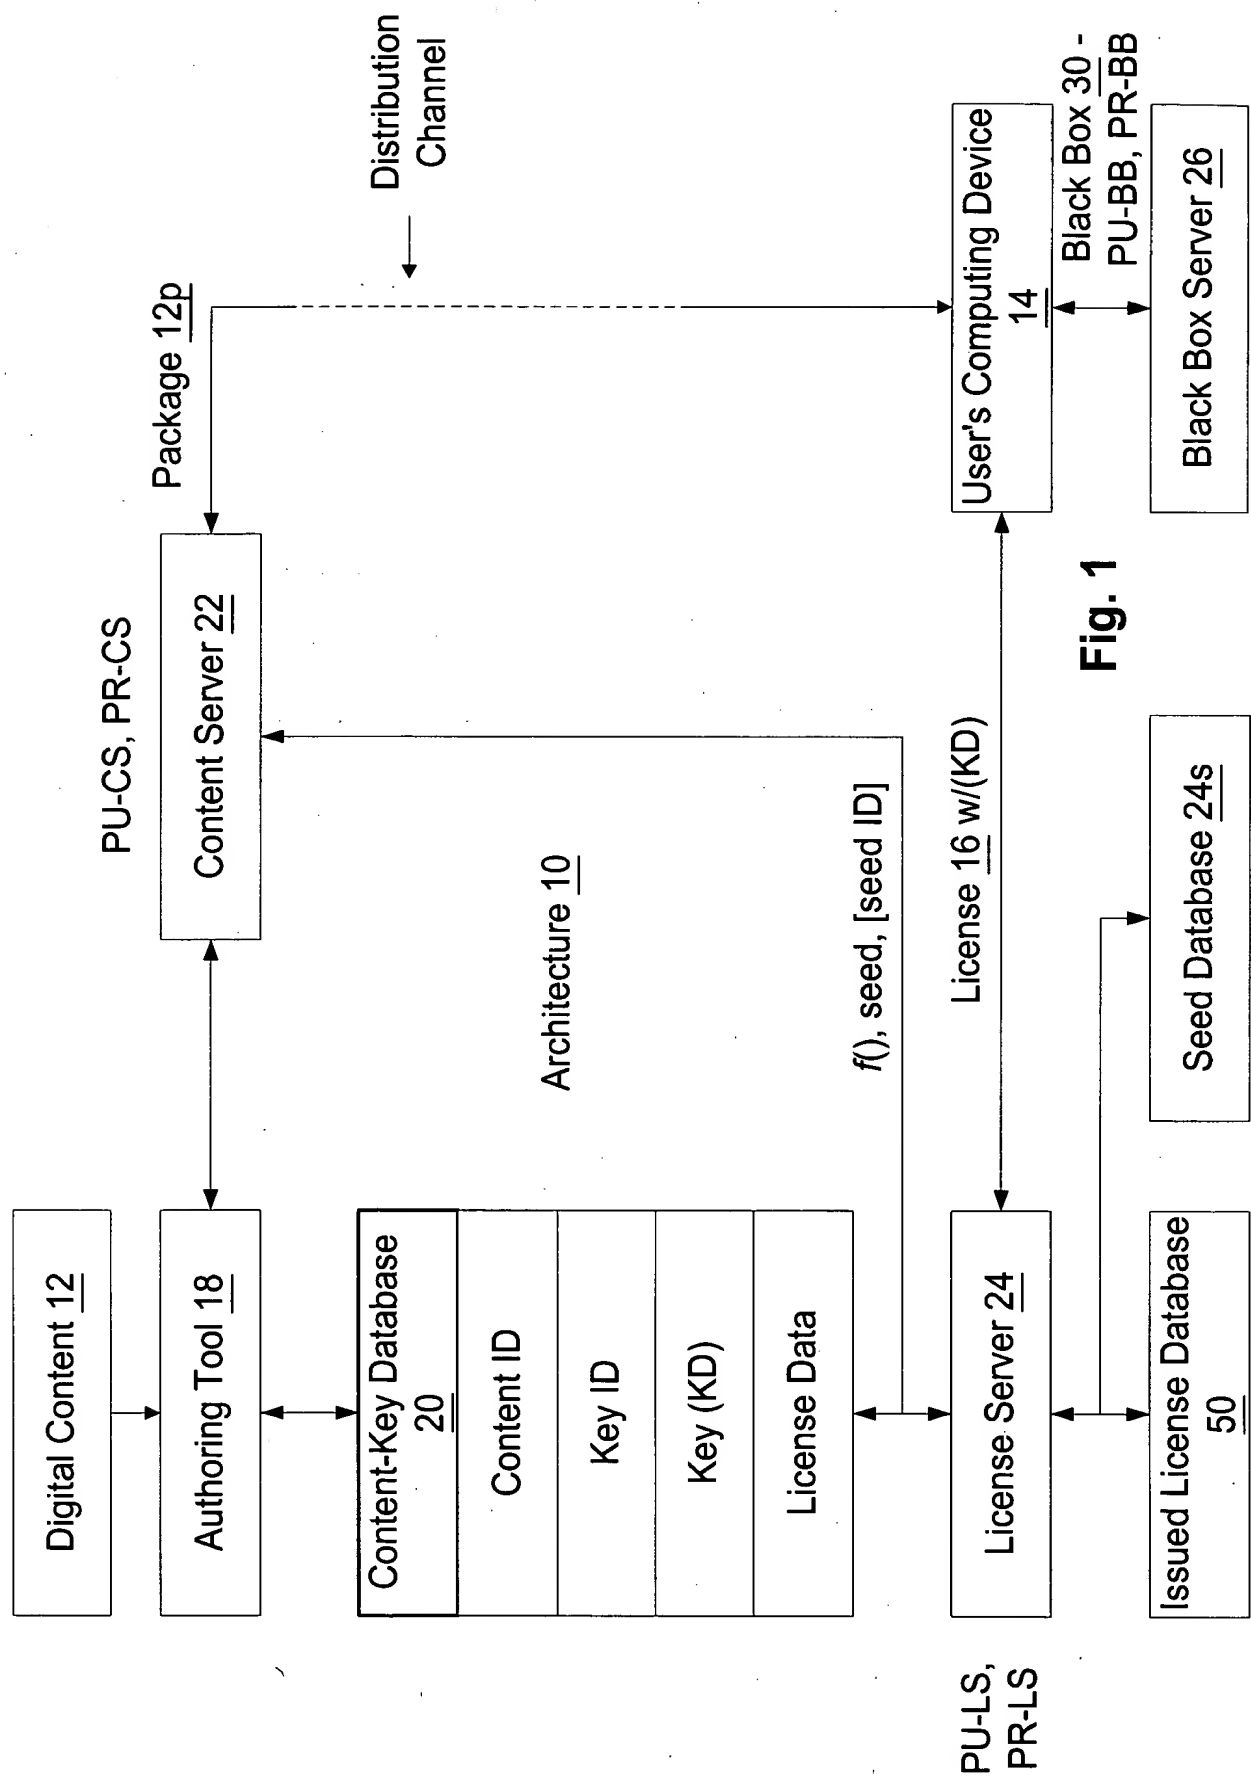 Digital Content 12
Authoring Tool 18
Content-Key Database
20
Content ID
Key ID
Key (KD)
License Data
PU-LS,
PR-LS
License Server 24
Issued License Database
50
PU-CS, PR-CS
Content Server 22
Architecture 10
f(), seed, [seed ID]
License 16 w/(KD)
Seed Database 24s
Package 12p
Distribution
Channel
User's Computing Device
14
Black Box 30 -
PU-BB, PR-BB
Black Box Server 26
Fig. 1